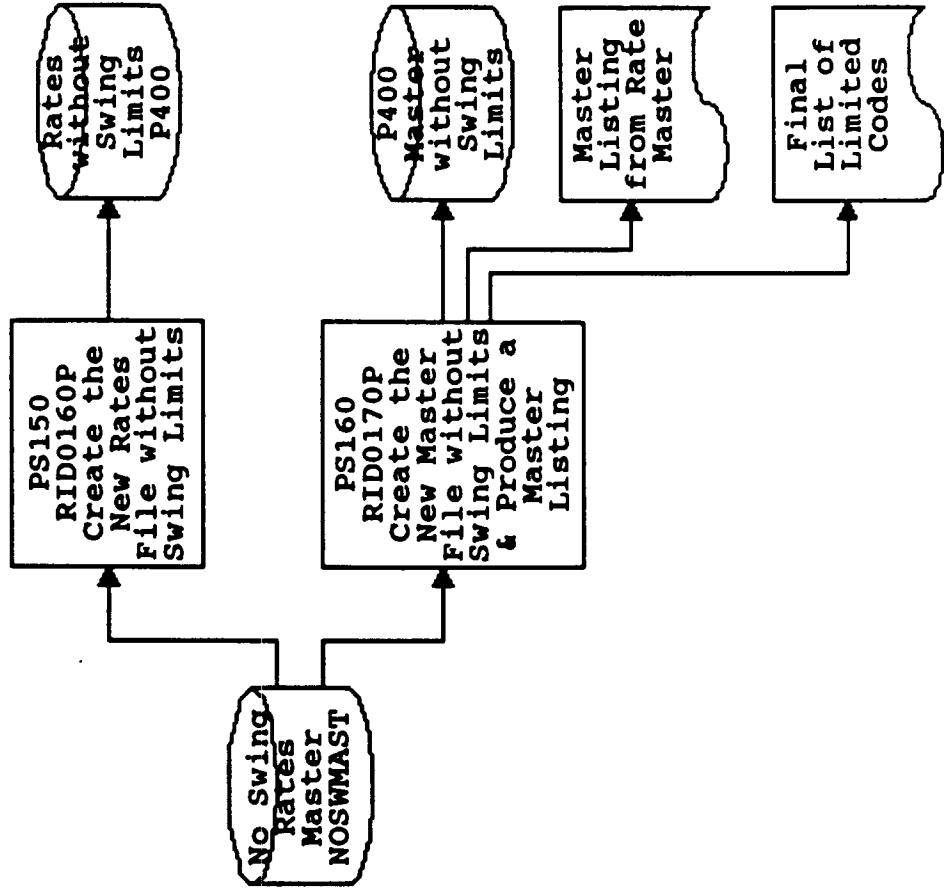 No Swing
Rates
Master
NOSWMAST
PS150
RID0160P
Create the
New Rates
File without
Swing Limits
Rates
without
Swing
Limits
P400
PS160
RID0170P
Create the
New Master
File without
Swing Limits
& Produce a
Master
Listing
P400
Master
without
Swing
Limits
Master
Listing
from Rate
Master
Final
List of
Limited
Codes